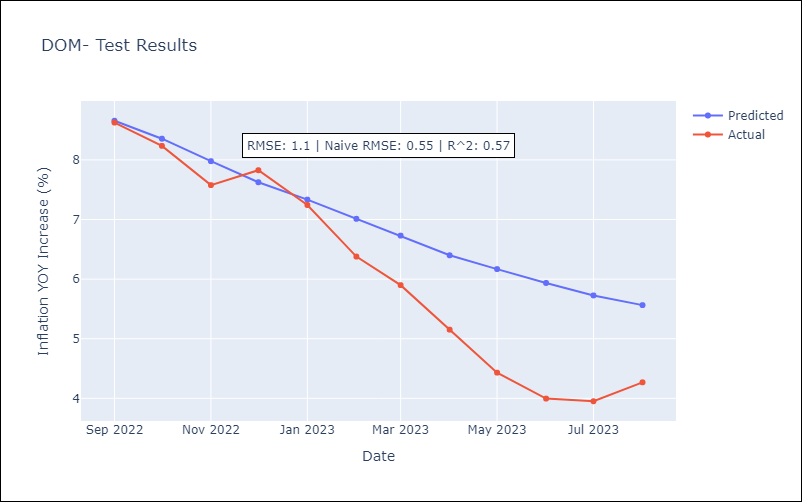 DOM- Test Results
Predicted
Actual
RMSE: 1.1 | Naive RMSE: 0.55 | R^2: 0.57
8
7
6
5
4
Inflation YOY Increase (%)
Sep 2022 Nov 2022 Jan 2023 Mar 2023 May 2023 Jul 2023
Date